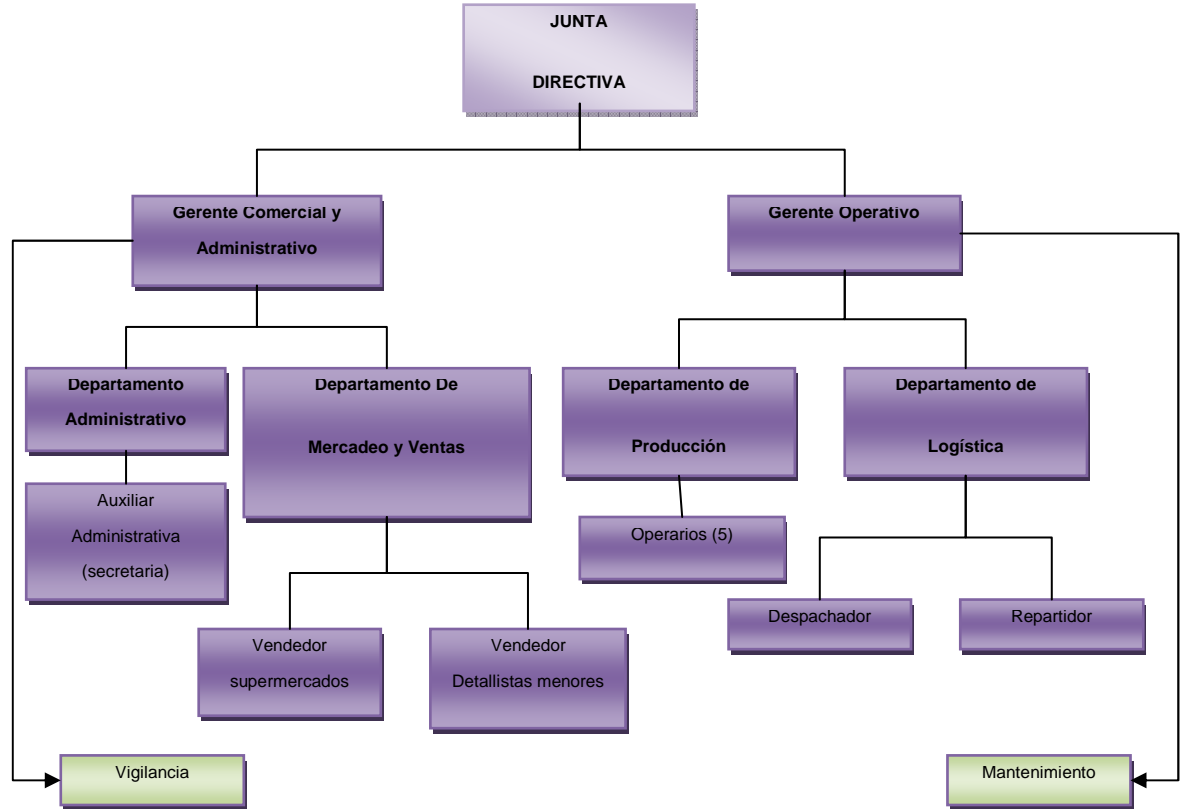 JUNTA
DIRECTIVA
Gerente Comercial y
Administrativo
Gerente Operativo
Departamento
Administrativo
Departamento De
Mercadeo y Ventas
Departamento de
Producción
Departamento de
Logística
Auxiliar
Administrativa
(secretaria)
Operarios (5)
Despachador
Repartidor
Vendedor
supermercados
Vendedor
Detallistas menores
Vigilancia
Mantenimiento